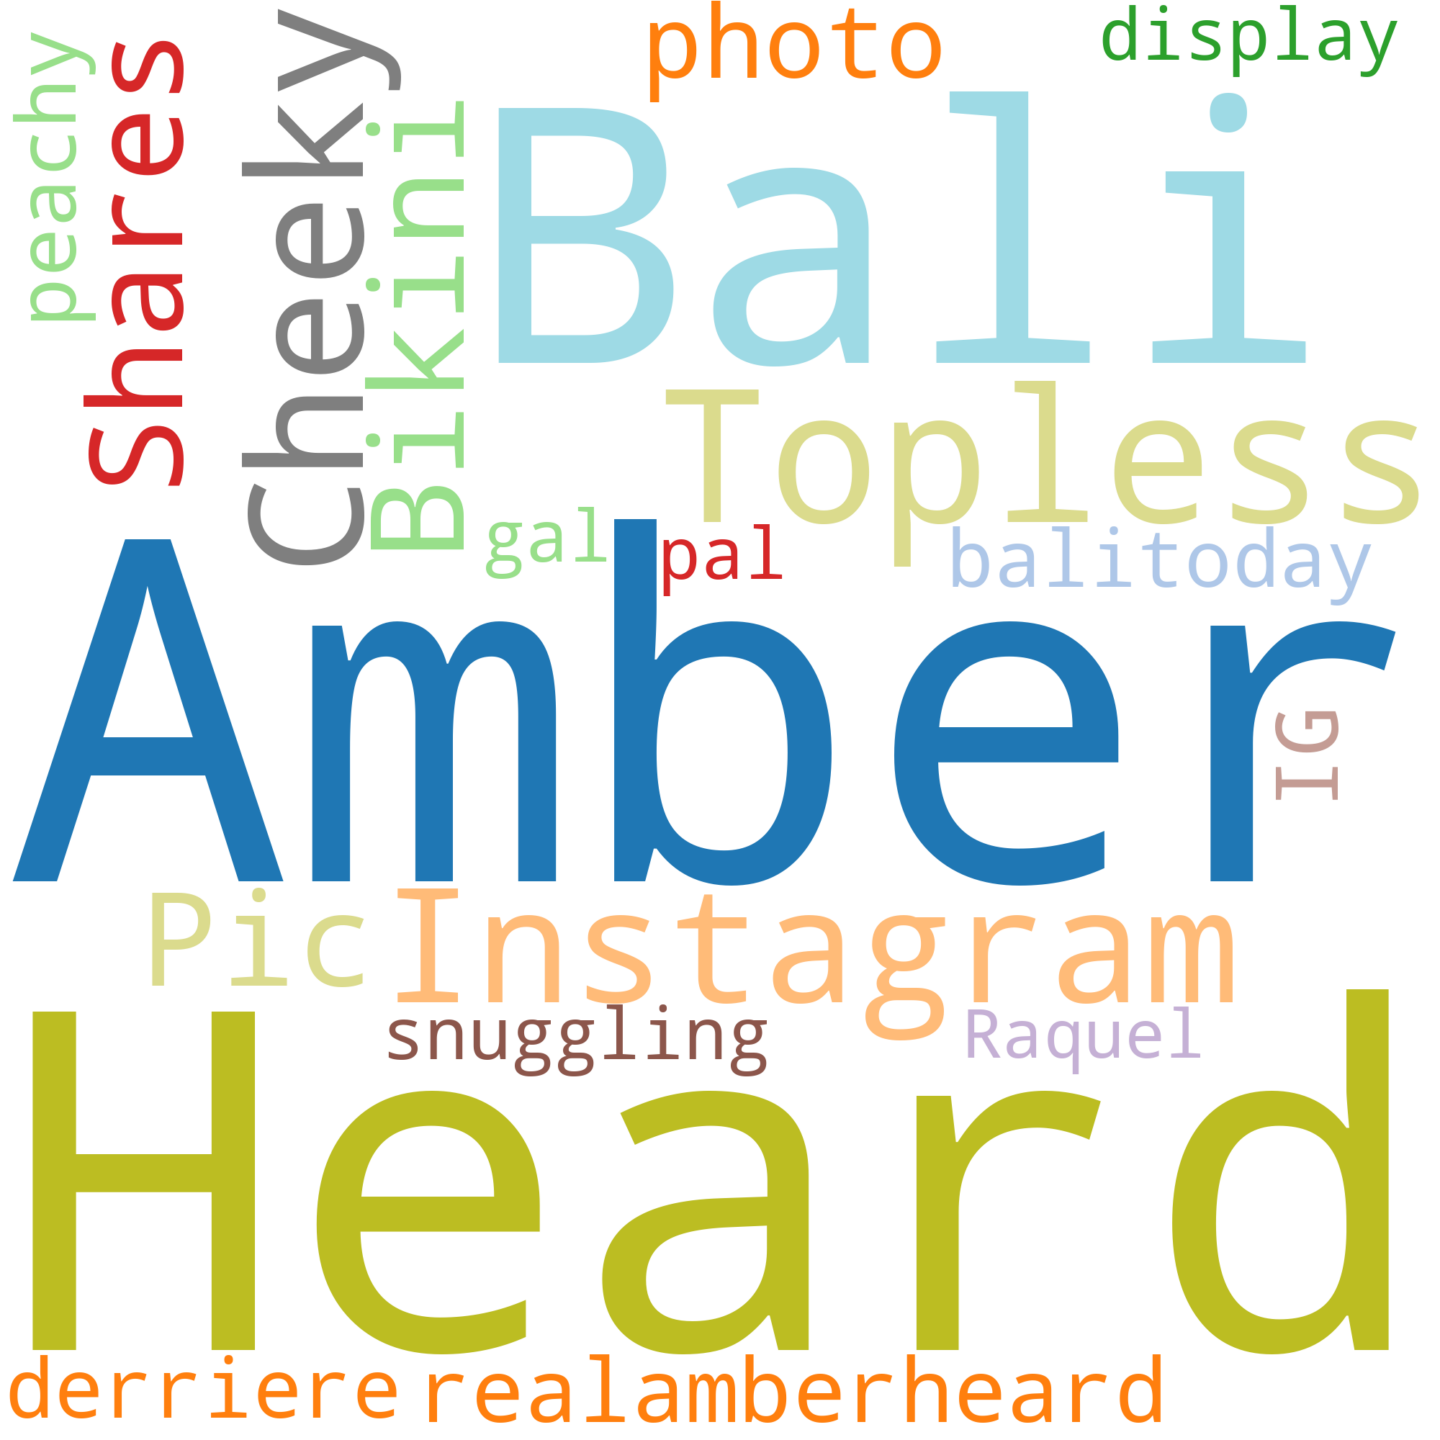 photo
display
peachy
Shares
Cheeky
Bikini
Bali
Topless
gal
pal
balitoday
Amber
IG
Pic
Instagram
snuggling
Raquel
Heard
derriere
realamberheard